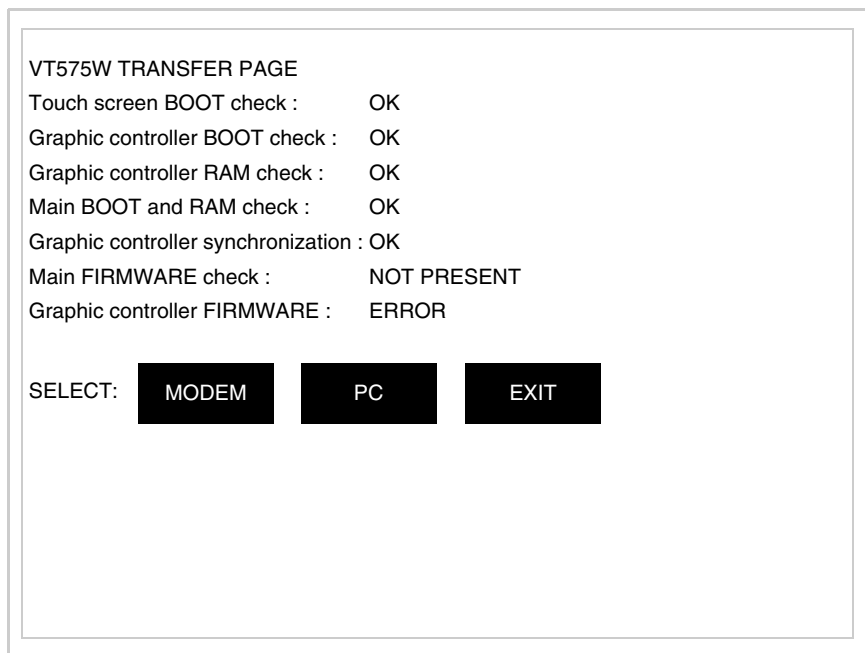 VT575W TRANSFER PAGE
Touch screen BOOT check : OK
Graphic controller BOOT check : OK
Graphic controller RAM check : OK
Main BOOT and RAM check : OK
Graphic controller synchronization : OK
Main FIRMWARE check : NOT PRESENT
Graphic controller FIRMWARE : ERROR
SELECT: MODEM PC EXIT